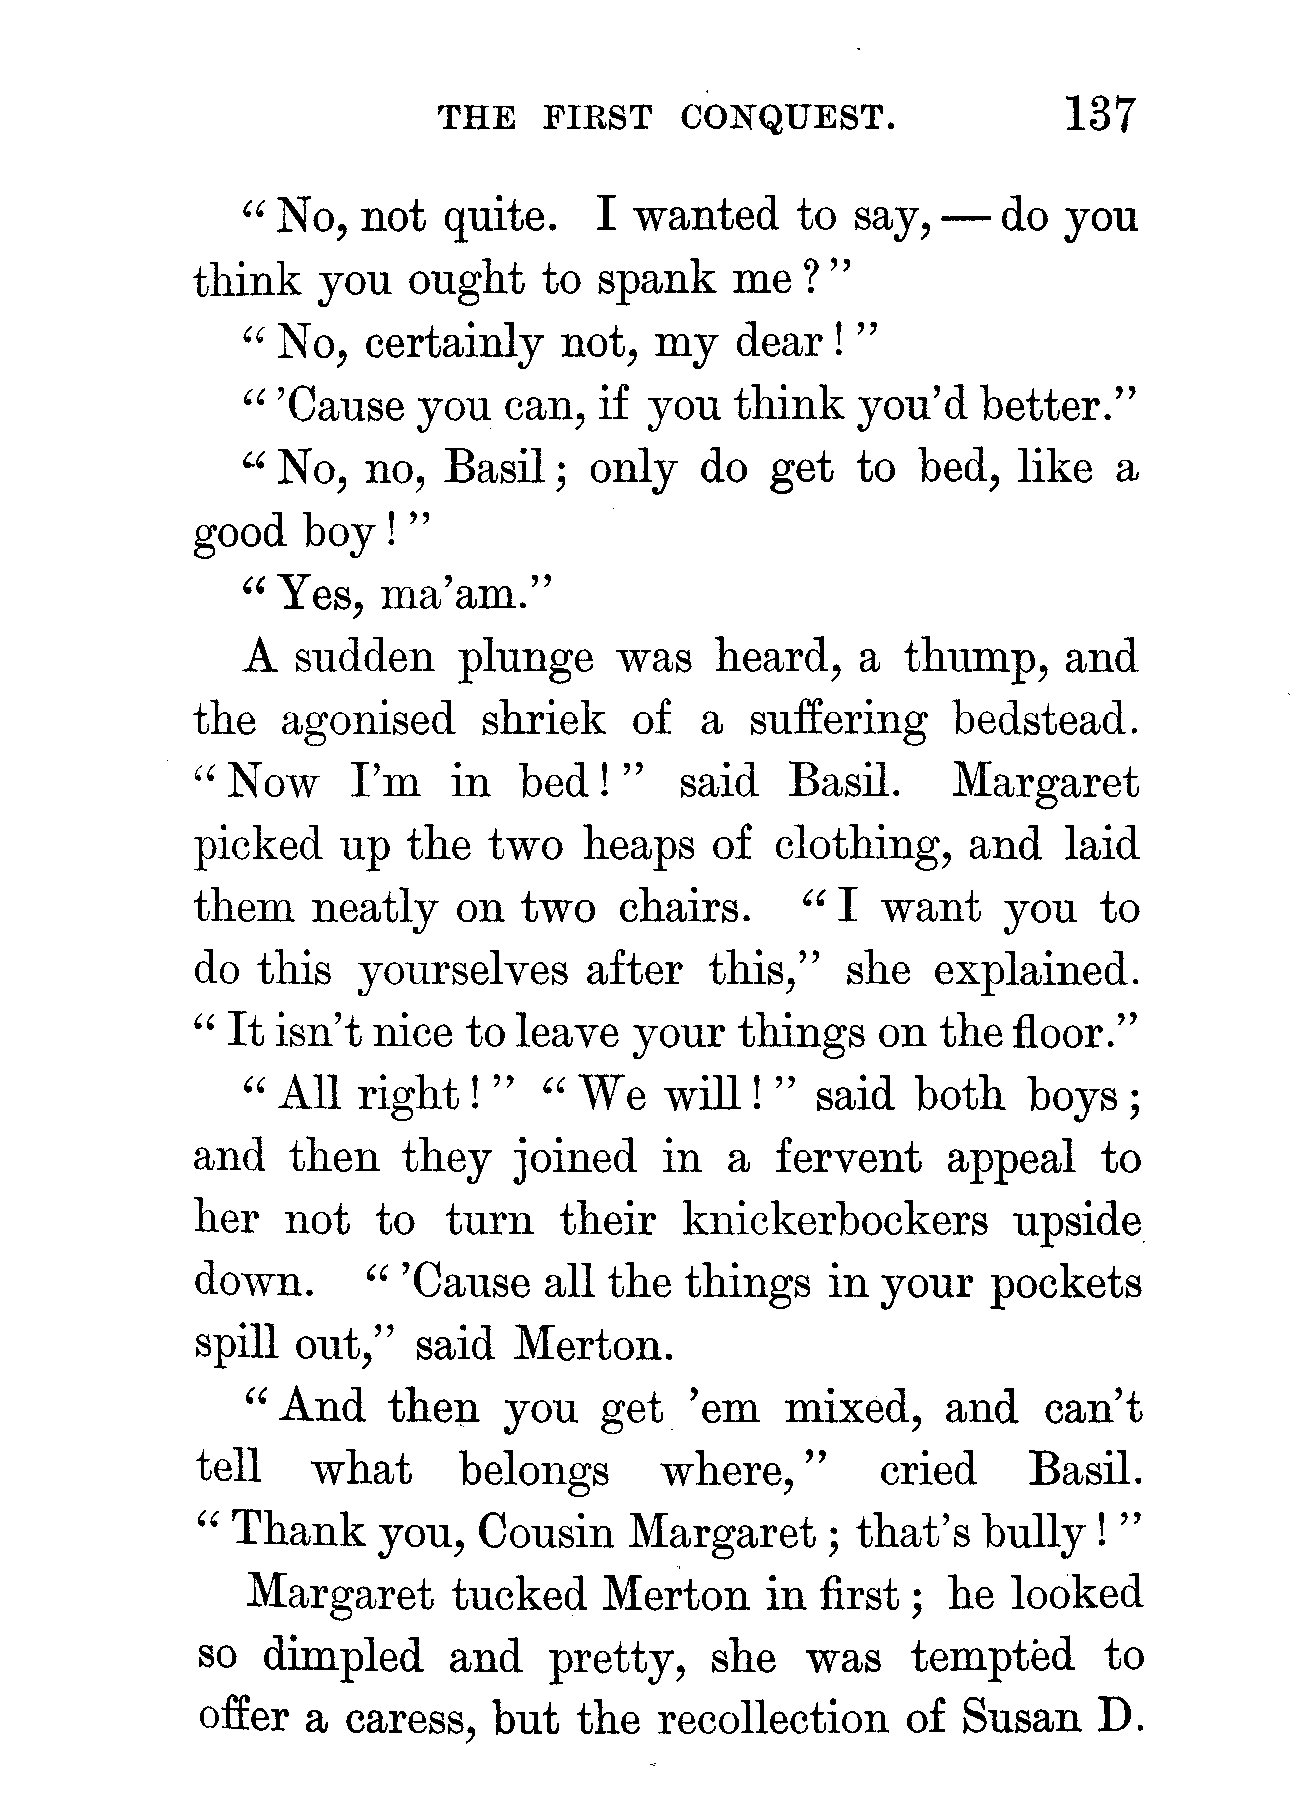 THE FIRST CONQUEST. 137
“ No, not quite. I wanted to say, — do you
think you ought to spank me ? ”
“ No, certainly not, my dear ! ”
“ ’Cause you can, if you think you’d better.”
“ No, no, Basil ; only do get to bed, like a
good boy ! ”
“ Yes, ma’am.”
A sudden plunge was heard, a thump, and
the agonised shriek of a suffering bedstead.
“ Now I’m in bed ! ” said Basil. Margaret
picked up the two heaps of clothing, and laid
them neatly on two chairs. “ I want you to
do this yourselves after this,” she explained.
“ It isn’t nice to leave your things on the floor.”
“ All right ! ” “ We will ! ” said both boys ;
and then they joined in a fervent appeal to
her not to turn their knickerbockers upside
down. “ ’Cause all the things in your pockets
spill out,” said Merton.
“ And then you get ’em mixed, and can’t
tell what belongs where, ” cried Basil.
“ Thank you, Cousin Margaret ; that’s bully ! ”
Margaret tucked Merton in first ; he looked
so dimpled and pretty, she was tempted to
offer a caress, but the recollection of Susan D.